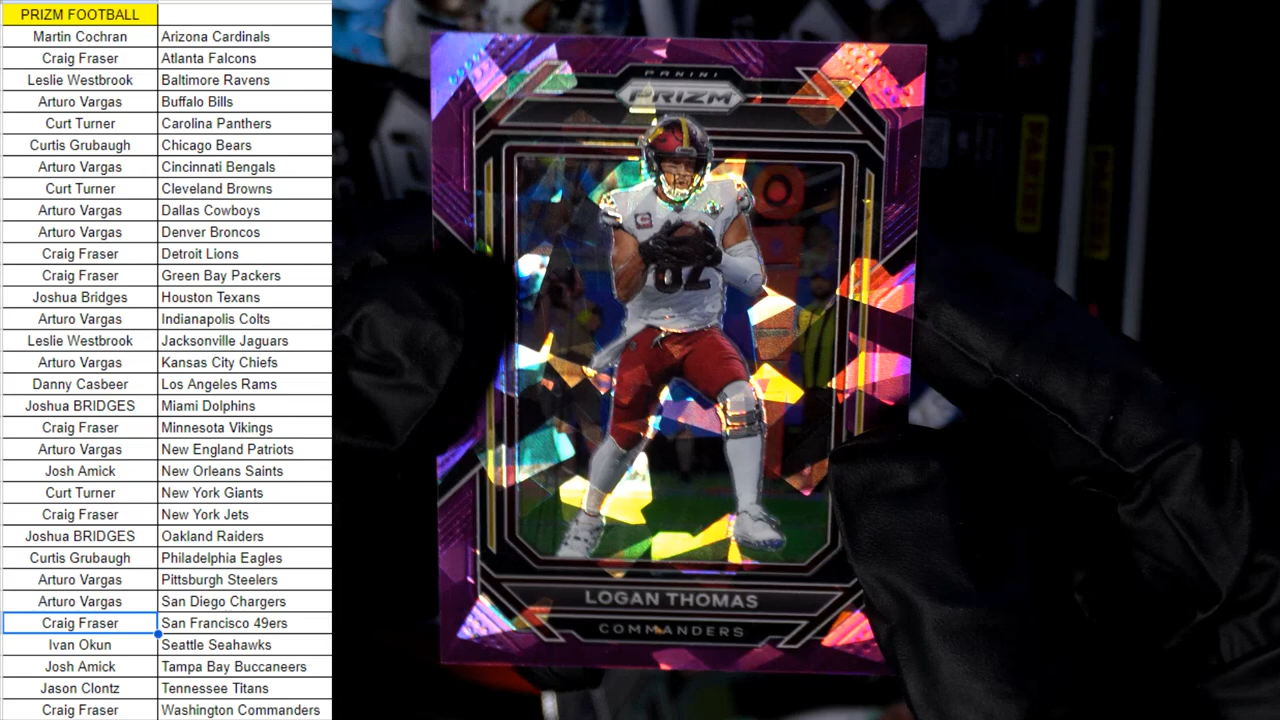 PRIZM FOOTBALL
Martin Cochran Arizona Cardinals
Craig Fraser Atlanta Falcons
Leslie Westbrook Baltimore Ravens
Arturo Vargas Buffalo Bills
Curt Turner Carolina Panthers
Curtis Grubaugh Chicago Bears
Arturo Vargas Cincinnati Bengals
Curt Turner Cleveland Browns
Arturo Vargas Dallas Cowboys
Arturo Vargas Denver Broncos
Craig Fraser Detroit Lions
Craig Fraser Green Bay Packers
Joshua Bridges Houston Texans
Arturo Vargas Indianapolis Colts
Leslie Westbrook Jacksonville Jaguars
Arturo Vargas Kansas City Chiefs
Danny Casbeer Los Angeles Rams
Joshua BRIDGES Miami Dolphins
Craig Fraser Minnesota Vikings
Arturo Vargas New England Patriots
Josh Amick New Orleans Saints
Curt Turner New York Giants
Craig Fraser New York Jets
Joshua BRIDGES Oakland Raiders
Curtis Grubaugh Philadelphia Eagles
Arturo Vargas Pittsburgh Steelers
Arturo Vargas San Diego Chargers
Craig Fraser San Francisco 49ers
Ivan Okun Seattle Seahawks
Josh Amick Tampa Bay Buccaneers
Jason Clontz Tennessee Titans
Craig Fraser Washington Commanders
PANINI
PRIZM
82
LOGAN THOMAS
COMMANDERS